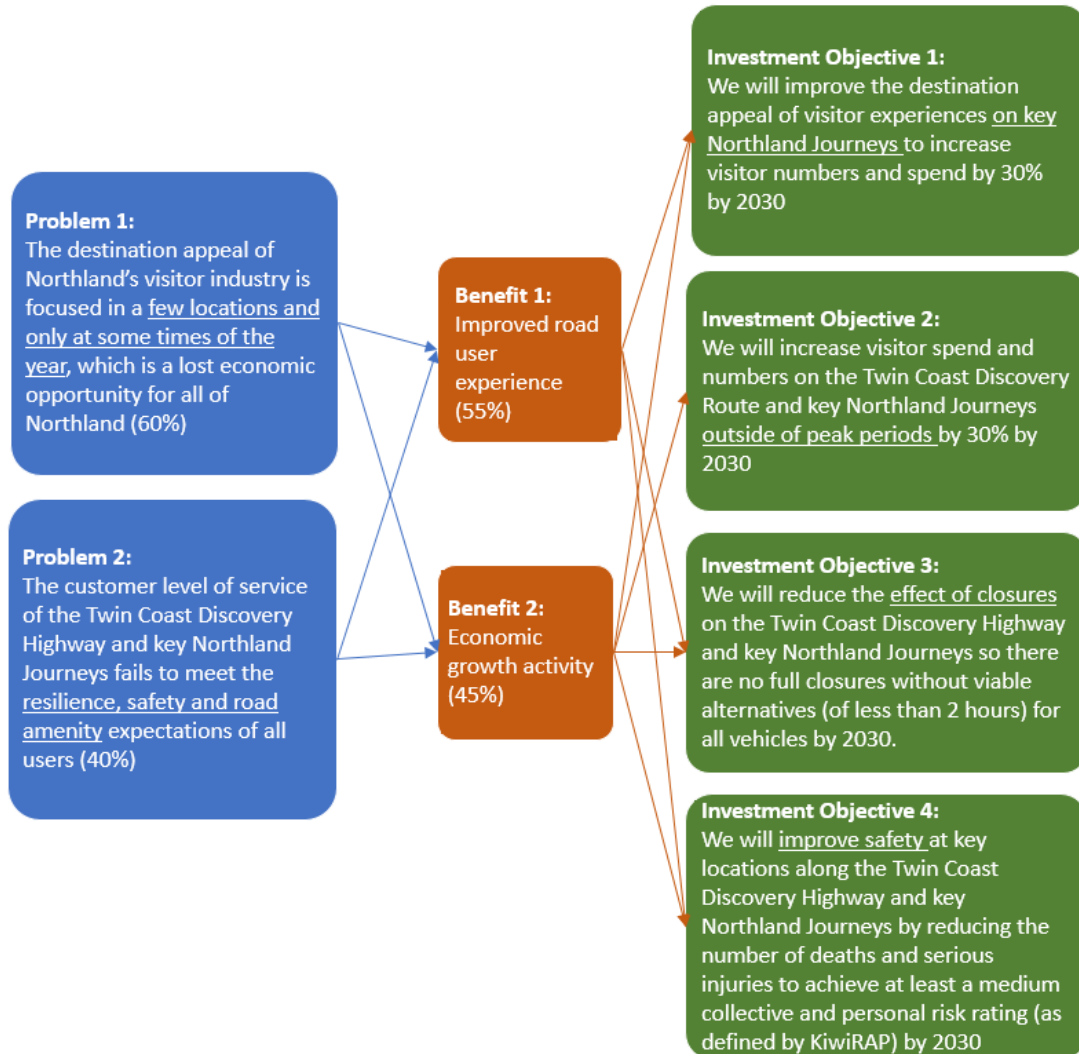 Problem 1:
The destination appeal of
Northland’s visitor industry is
focused in a few locations and
only at some times of the
year, which is a lost economic
opportunity for all of
Northland (60%)
Problem 2:
The customer level of service
of the Twin Coast Discovery
Highway and key Northland
Journeys fails to meet the
resilience, safety and road
amenity expectations of all
users (40%)
Benefit 1:
Improved road
user
experience
(55%)
Benefit 2:
Economic
growth activity
(45%)
Investment Objective 1:
We will improve the destination
appeal of visitor experiences on key
Northland Journeys to increase
visitor numbers and spend by 30%
by 2030
Investment Objective 2:
We will increase visitor spend and
numbers on the Twin Coast Discovery
Route and key Northland Journeys
outside of peak periods by 30% by
2030
Investment Objective 3:
We will reduce the effect of closures
on the Twin Coast Discovery Highway
and key Northland Journeys so there
are no full closures without viable
alternatives (of less than 2 hours) for
all vehicles by 2030.
Investment Objective 4:
We will improve safety at key
locations along the Twin Coast
Discovery Highway and key
Northland Journeys by reducing the
number of deaths and serious
injuries to achieve at least a medium
collective and personal risk rating (as
defined by KiwiRAP) by 2030